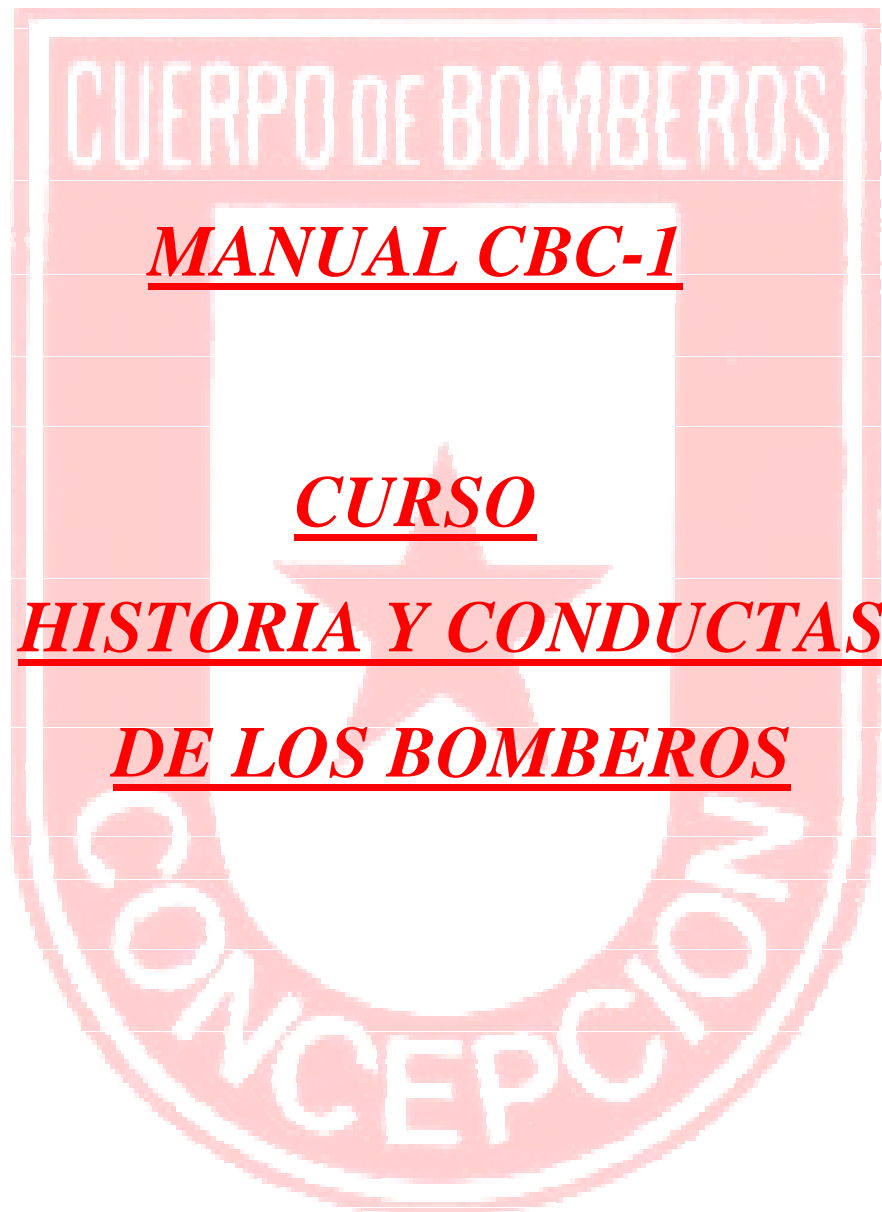 CUERPO DE BOMBEROS
MANUAL CBC-1
CURSO
HISTORIA Y CONDUCTAS
DE LOS BOMBEROS
CONCEPCION